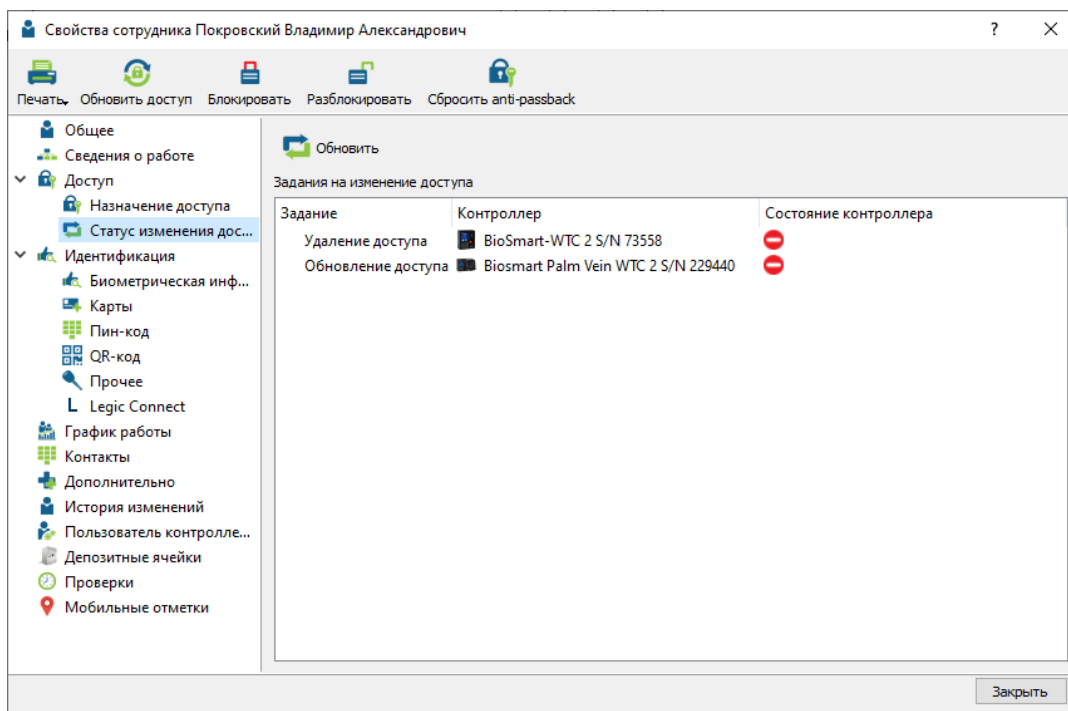 Свойства сотрудника Покровский Владимир Александрович
Печать Обновить доступ Блокировать Разблокировать Сбросить anti-passback
Общее
Сведения о работе
Доступ
Назначение доступа
Статус изменения дос...
Идентификация
Биометрическая инф...
Карты
Пин-код
QR-код
Прочее
Legic Connect
График работы
Контакты
Дополнительно
История изменений
Пользователь контролле...
Депозитные ячейки
Проверки
Мобильные отметки
Обновить
Задания на изменение доступа
Задание Контроллер Состояние контроллера
Удаление доступа BioSmart-WTC 2 S/N 73558
Обновление доступа Biosmart Palm Vein WTC 2 S/N 229440
Закрыть